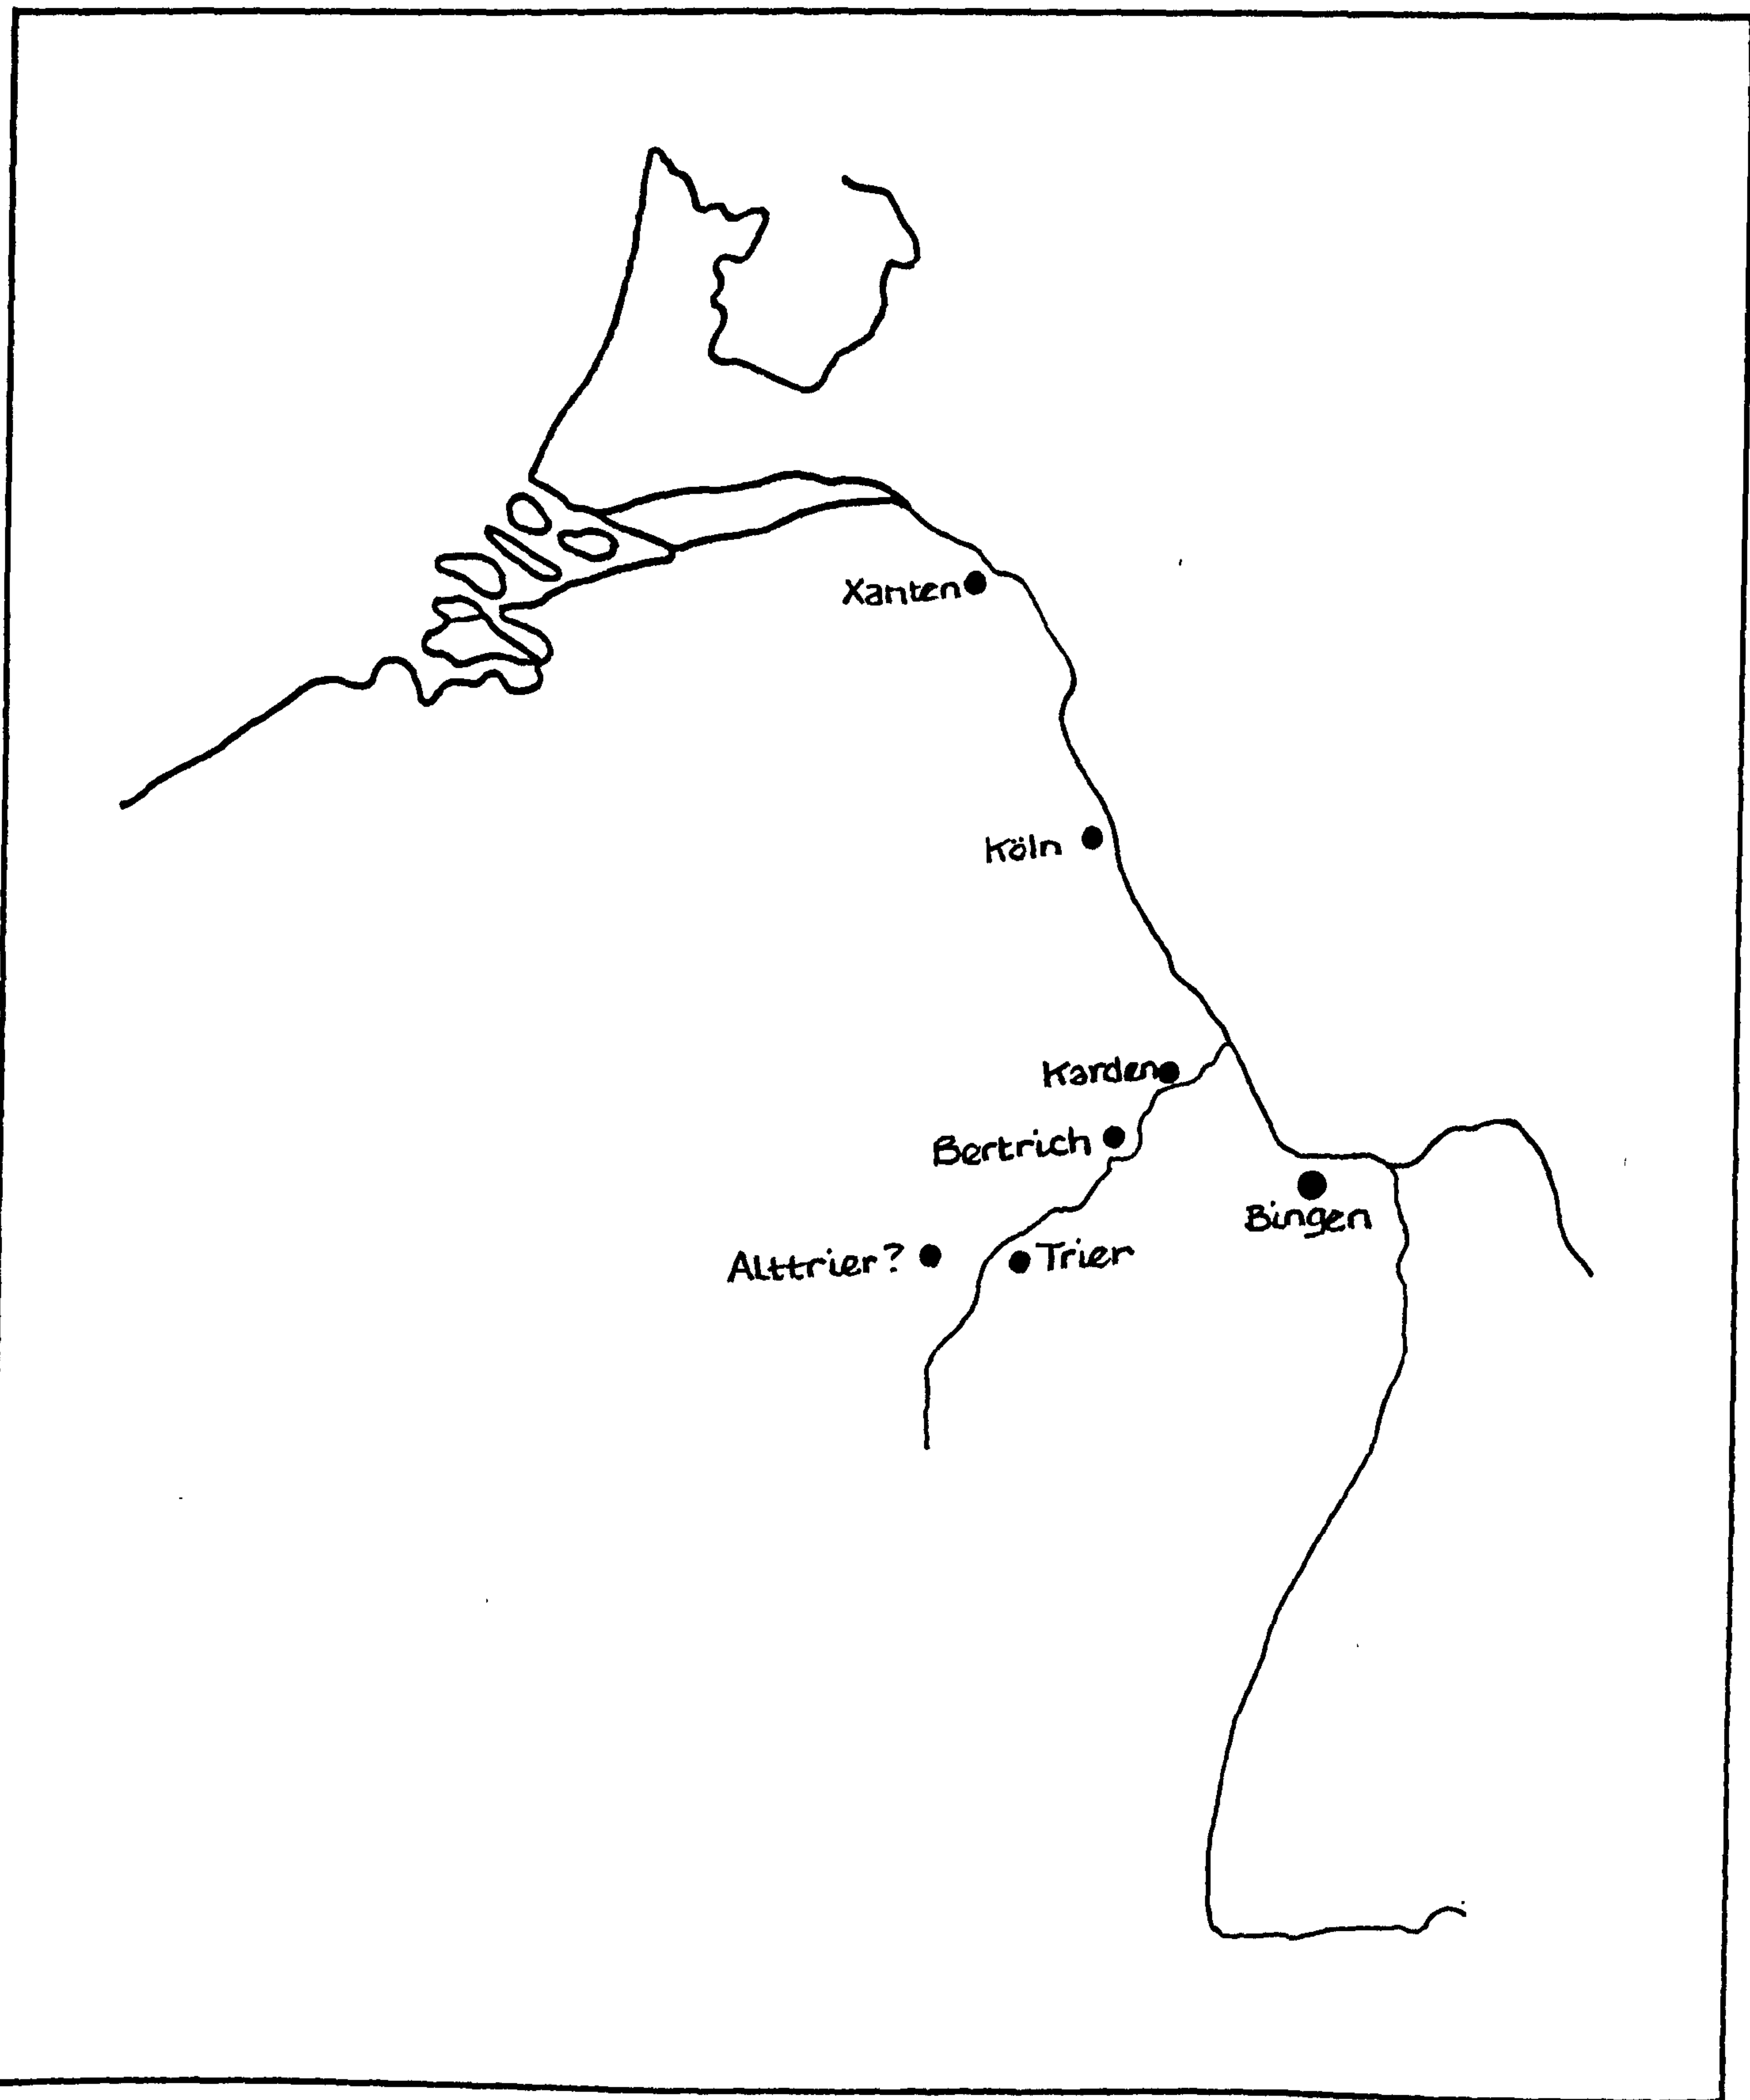 Xanten
Köln
Karden
Bertrich
Alttrier?
Trier
Bingen